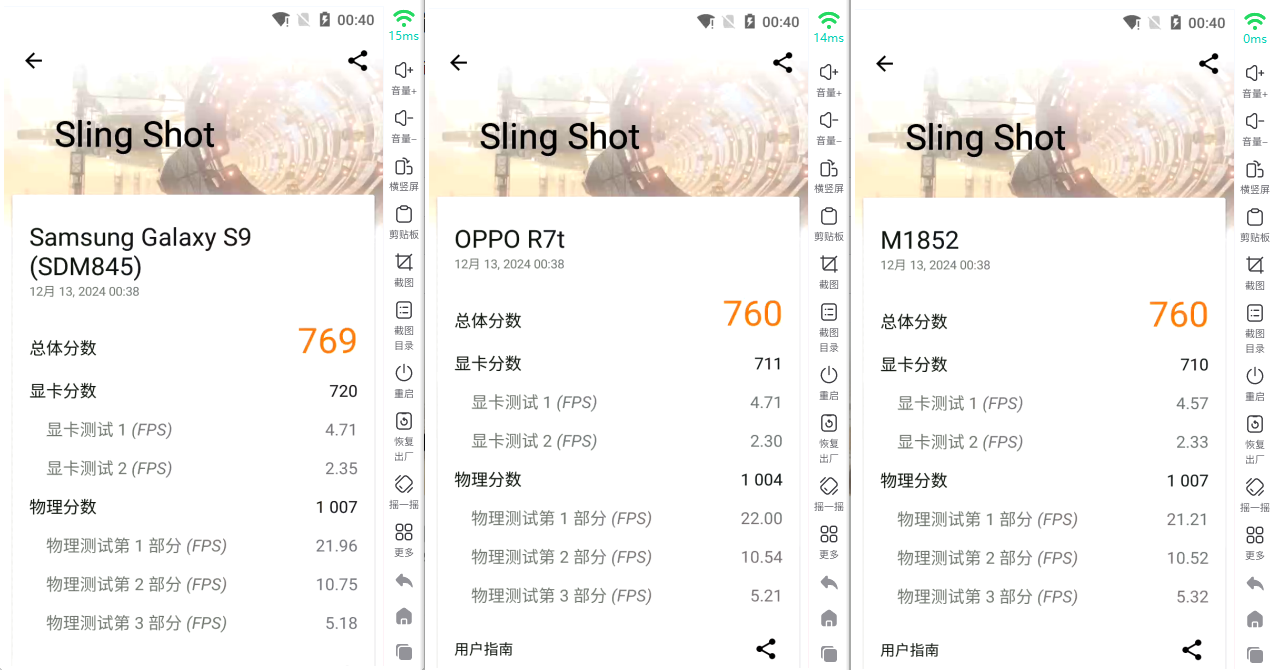 00:40
15ms
Sling Shot
Samsung Galaxy S9
(SDM845)
12月 13, 2024 00:38
总体分数 769
显卡分数 720
显卡测试 1 (FPS) 4.71
显卡测试 2 (FPS) 2.35
物理分数 1 007
物理测试第 1 部分 (FPS) 21.96
物理测试第 2 部分 (FPS) 10.75
物理测试第 3 部分 (FPS) 5.18
音量+
音量-
横竖屏
剪贴板
截图
截图
目录
重启
恢复
出厂
摇一摇
更多
00:40
14ms
Sling Shot
OPPO R7t
12月 13, 2024 00:38
总体分数 760
显卡分数 711
显卡测试 1 (FPS) 4.71
显卡测试 2 (FPS) 2.30
物理分数 1 004
物理测试第 1 部分 (FPS) 22.00
物理测试第 2 部分 (FPS) 10.54
物理测试第 3 部分 (FPS) 5.21
用户指南
音量+
音量-
横竖屏
剪贴板
截图
截图
目录
重启
恢复
出厂
摇一摇
更多
00:40
0ms
Sling Shot
M1852
12月 13, 2024 00:38
总体分数 760
显卡分数 710
显卡测试 1 (FPS) 4.57
显卡测试 2 (FPS) 2.33
物理分数 1 007
物理测试第 1 部分 (FPS) 21.21
物理测试第 2 部分 (FPS) 10.52
物理测试第 3 部分 (FPS) 5.32
用户指南
音量+
音量-
横竖屏
剪贴板
截图
截图
目录
重启
恢复
出厂
摇一摇
更多